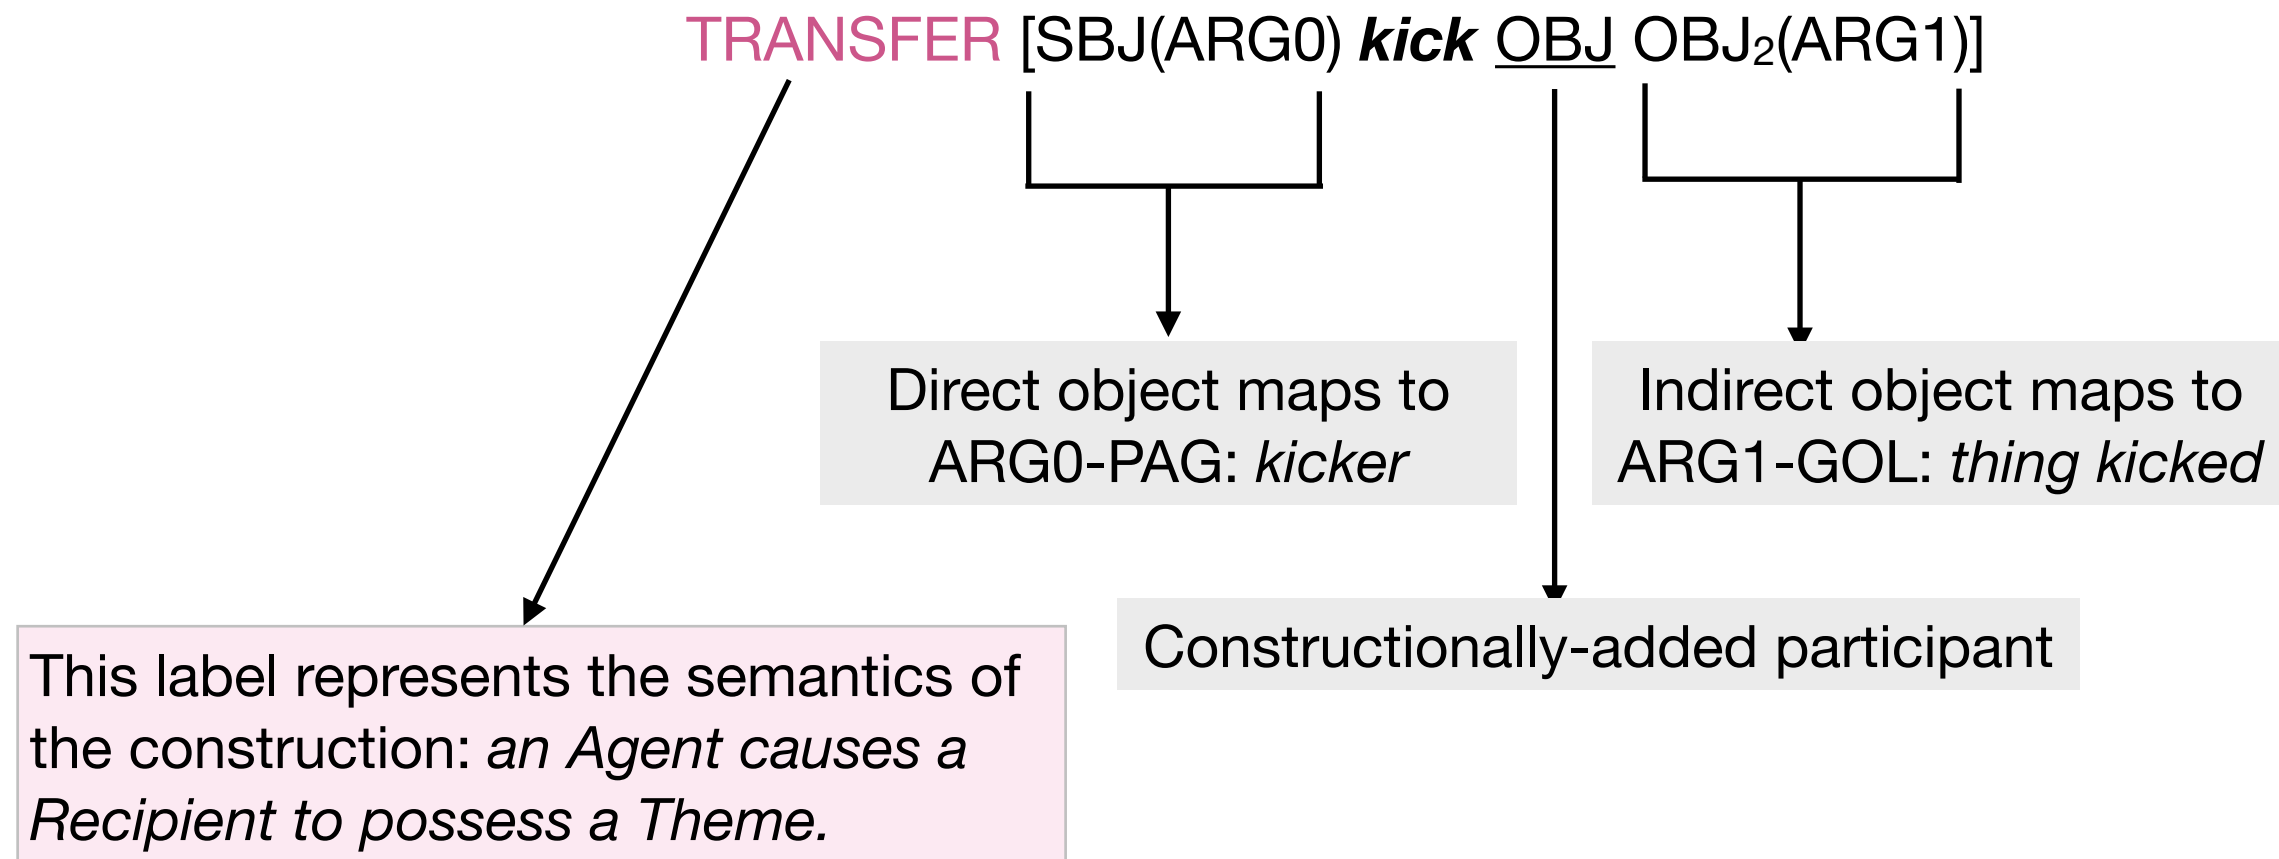 TRANSFER [SBJ(ARG0) kick OBJ OBJ₂(ARG1)]
Direct object maps to
ARG0-PAG: kicker
Indirect object maps to
ARG1-GOL: thing kicked
Constructionally-added participant
This label represents the semantics of
the construction: an Agent causes a
Recipient to possess a Theme.